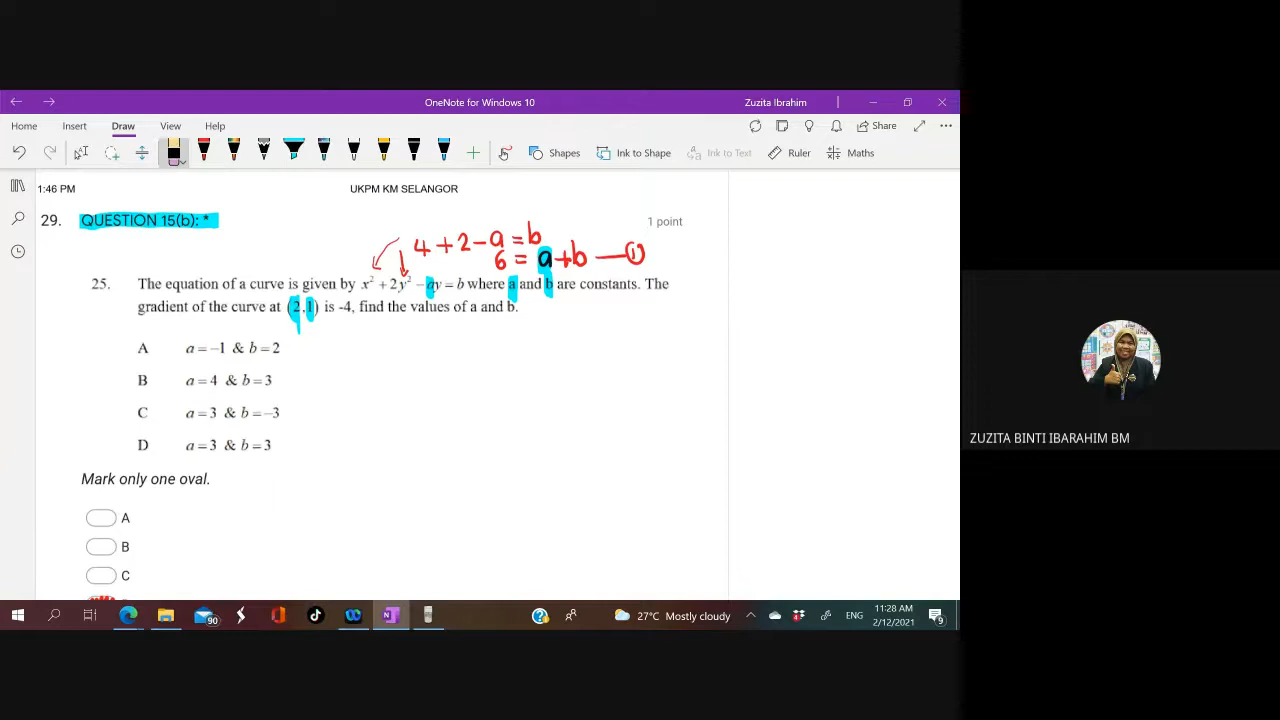 OneNote for Windows 10
Zuzita Ibrahim
Home Insert Draw View Help
Share
Shapes Ink to Shape Ink to Text Ruler Maths
1:46 PM UKPM KM SELANGOR
29. QUESTION 15(b): * 1 point
4 + 2 - a = b
6 = a + b — ①
25. The equation of a curve is given by x² + 2y² − ay = b where a and b are constants. The
gradient of the curve at (2,1) is -4, find the values of a and b.
A a = −1 & b = 2
B a = 4 & b = 3
C a = 3 & b = −3
D a = 3 & b = 3
Mark only one oval.
A
B
C
ZUZITA BINTI IBARAHIM BM
90
27°C Mostly cloudy
ENG
11:28 AM
2/12/2021
9